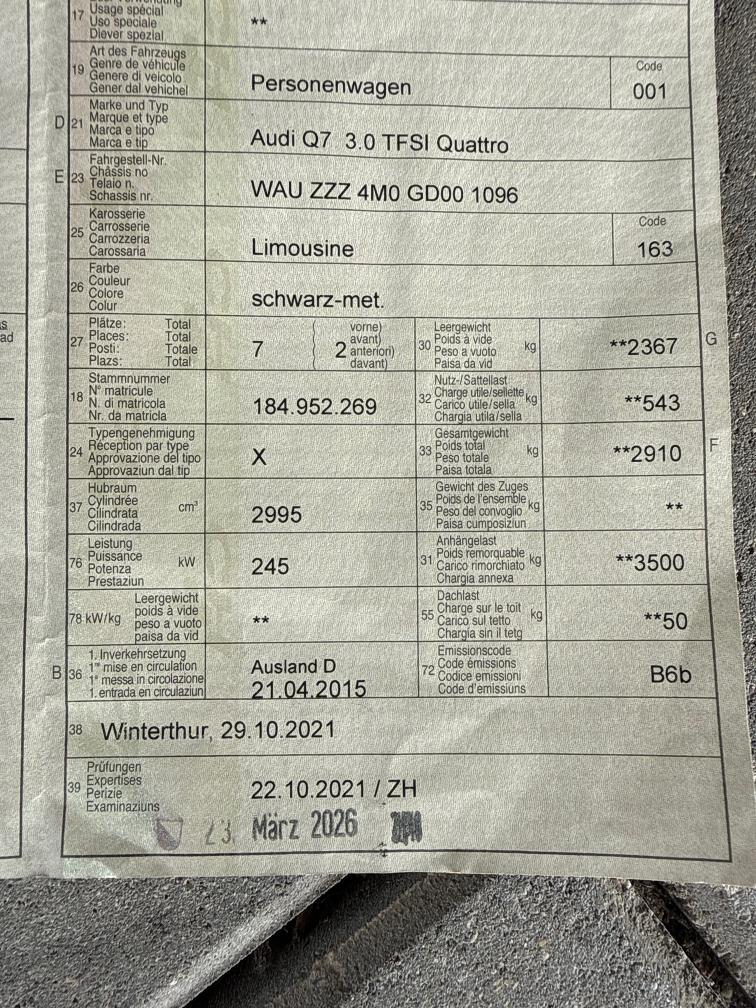 17 Usage spécial
Uso speciale **
Diever spezial
19 Art des Fahrzeugs
Genre de véhicule
Genere di veicolo
Gener dal vehichel
Personenwagen
Code
001
D 21 Marke und Typ
Marque et type
Marca e tipo
Marca e tip
Audi Q7 3.0 TFSI Quattro
E 23 Fahrgestell-Nr.
Châssis no
Telaio n.
Schassis nr.
WAU ZZZ 4M0 GD00 1096
25 Karosserie
Carrosserie
Carrozzeria
Carossaria
Limousine
Code
163
26 Farbe
Couleur
Colore
Colur
schwarz-met.
27 Plätze: Total
Places: Total
Posti: Totale
Plazs: Total
7
2
vorne)
avant)
anteriori)
davant)
30 Leergewicht
Poids à vide
Peso a vuoto
Paisa da vid
kg
**2367
G
18 Stammnummer
N° matricule
N. di matricola
Nr. da matricla
184.952.269
32 Nutz-/Sattellast
Charge utile/sellette
Carico utile/sella
Chargia utila/sella
kg
**543
24 Typengenehmigung
Réception par type
Approvazione del tipo
Approvaziun dal tip
X
33 Gesamtgewicht
Poids total
Peso totale
Paisa totala
kg
**2910
F
37 Hubraum
Cylindrée
Cilindrata
Cilindrada
cm³
2995
35 Gewicht des Zuges
Poids de l'ensemble
Peso del convoglio
Paisa cumposiziun
kg
**
76 Leistung
Puissance
Potenza
Prestaziun
kW
245
31 Anhängelast
Poids remorquable
Carico rimorchiato
Chargia annexa
kg
**3500
78 kW/kg
Leergewicht
poids à vide
peso a vuoto
paisa da vid
**
55 Dachlast
Charge sur le toit
Carico sul tetto
Chargia sin il tetg
kg
**50
B 36 1. Inverkehrsetzung
1re mise en circulation
1a messa in circolazione
1. entrada en circulaziun
Ausland D
21.04.2015
72 Emissionscode
Code émissions
Codice emissioni
Code d'emissiuns
B6b
38 Winterthur, 29.10.2021
39 Prüfungen
Expertises
Perizie
Examinaziuns
22.10.2021 / ZH
23. März 2026